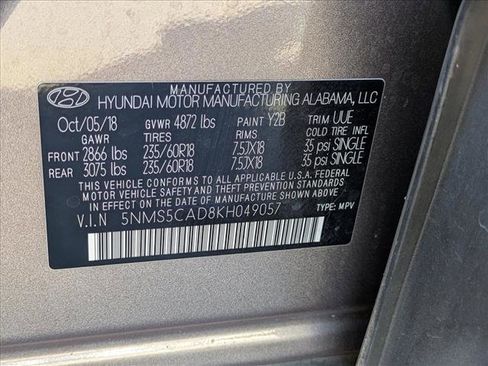 MANUFACTURED BY
HYUNDAI MOTOR MANUFACTURING ALABAMA, LLC
Oct/05/18 GVWR 4872 lbs PAINT Y2B TRIM UUE
GAWR TIRES RIMS COLD TIRE INFL
FRONT 2866 lbs 235/60R18 7.5JX18 35 psi SINGLE
REAR 3075 lbs 235/60R18 7.5JX18 35 psi SINGLE
THIS VEHICLE CONFORMS TO ALL APPLICABLE U.S.A FEDERAL
MOTOR VEHICLE SAFETY AND THEFT PREVENTION STANDARDS
IN EFFECT ON THE DATE OF MANUFACTURE SHOWN ABOVE.
V.I.N 5NMS5CAD8KH049057 TYPE: MPV